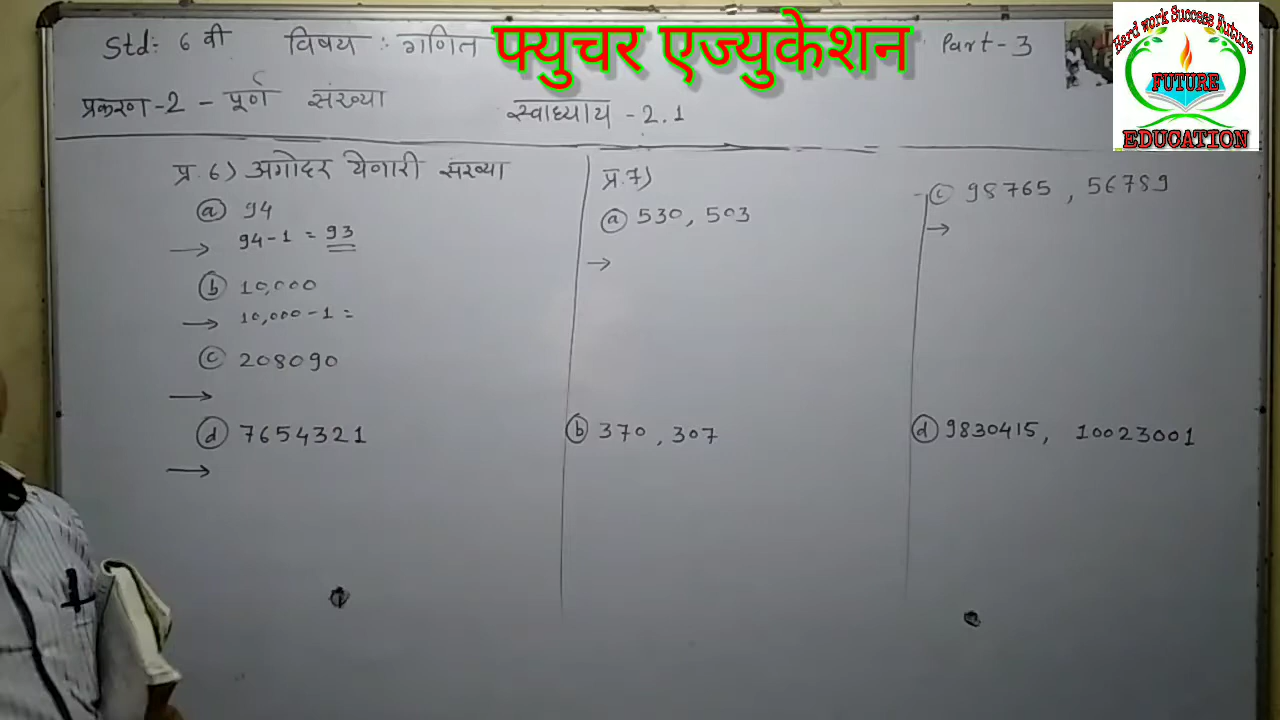 Std: 6 वी विषय : गणित फ्युचर एज्युकेशन Part - 3
Hard work Success Future
FUTURE
EDUCATION
प्रकरण-2 - पूर्ण संख्या स्वाध्याय - 2.1
प्र. 6) अगोदर येणारी संख्या
ⓐ 94
→ 94-1 = 93
ⓑ 10,000
→ 10,000-1 =
ⓒ 208090
→
ⓓ 7654321
→
प्र. 7)
ⓐ 530, 503
→
ⓑ 370, 307
ⓒ 98765, 56789
→
ⓓ 9830415, 10023001